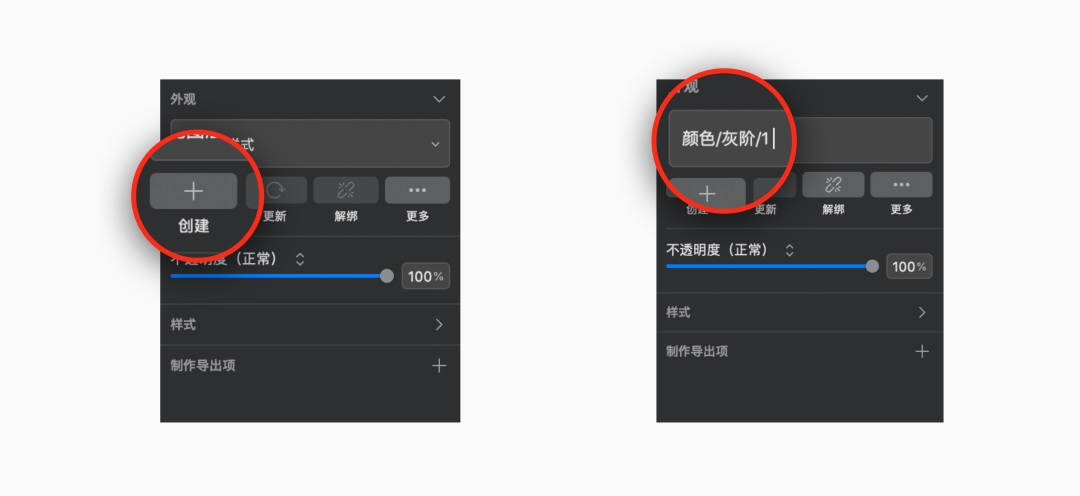 外观
样式
创建
更新
解绑
更多
不透明度（正常）
100%
样式
制作导出项
外观
颜色/灰阶/1
创建
更新
解绑
更多
不透明度（正常）
100%
样式
制作导出项